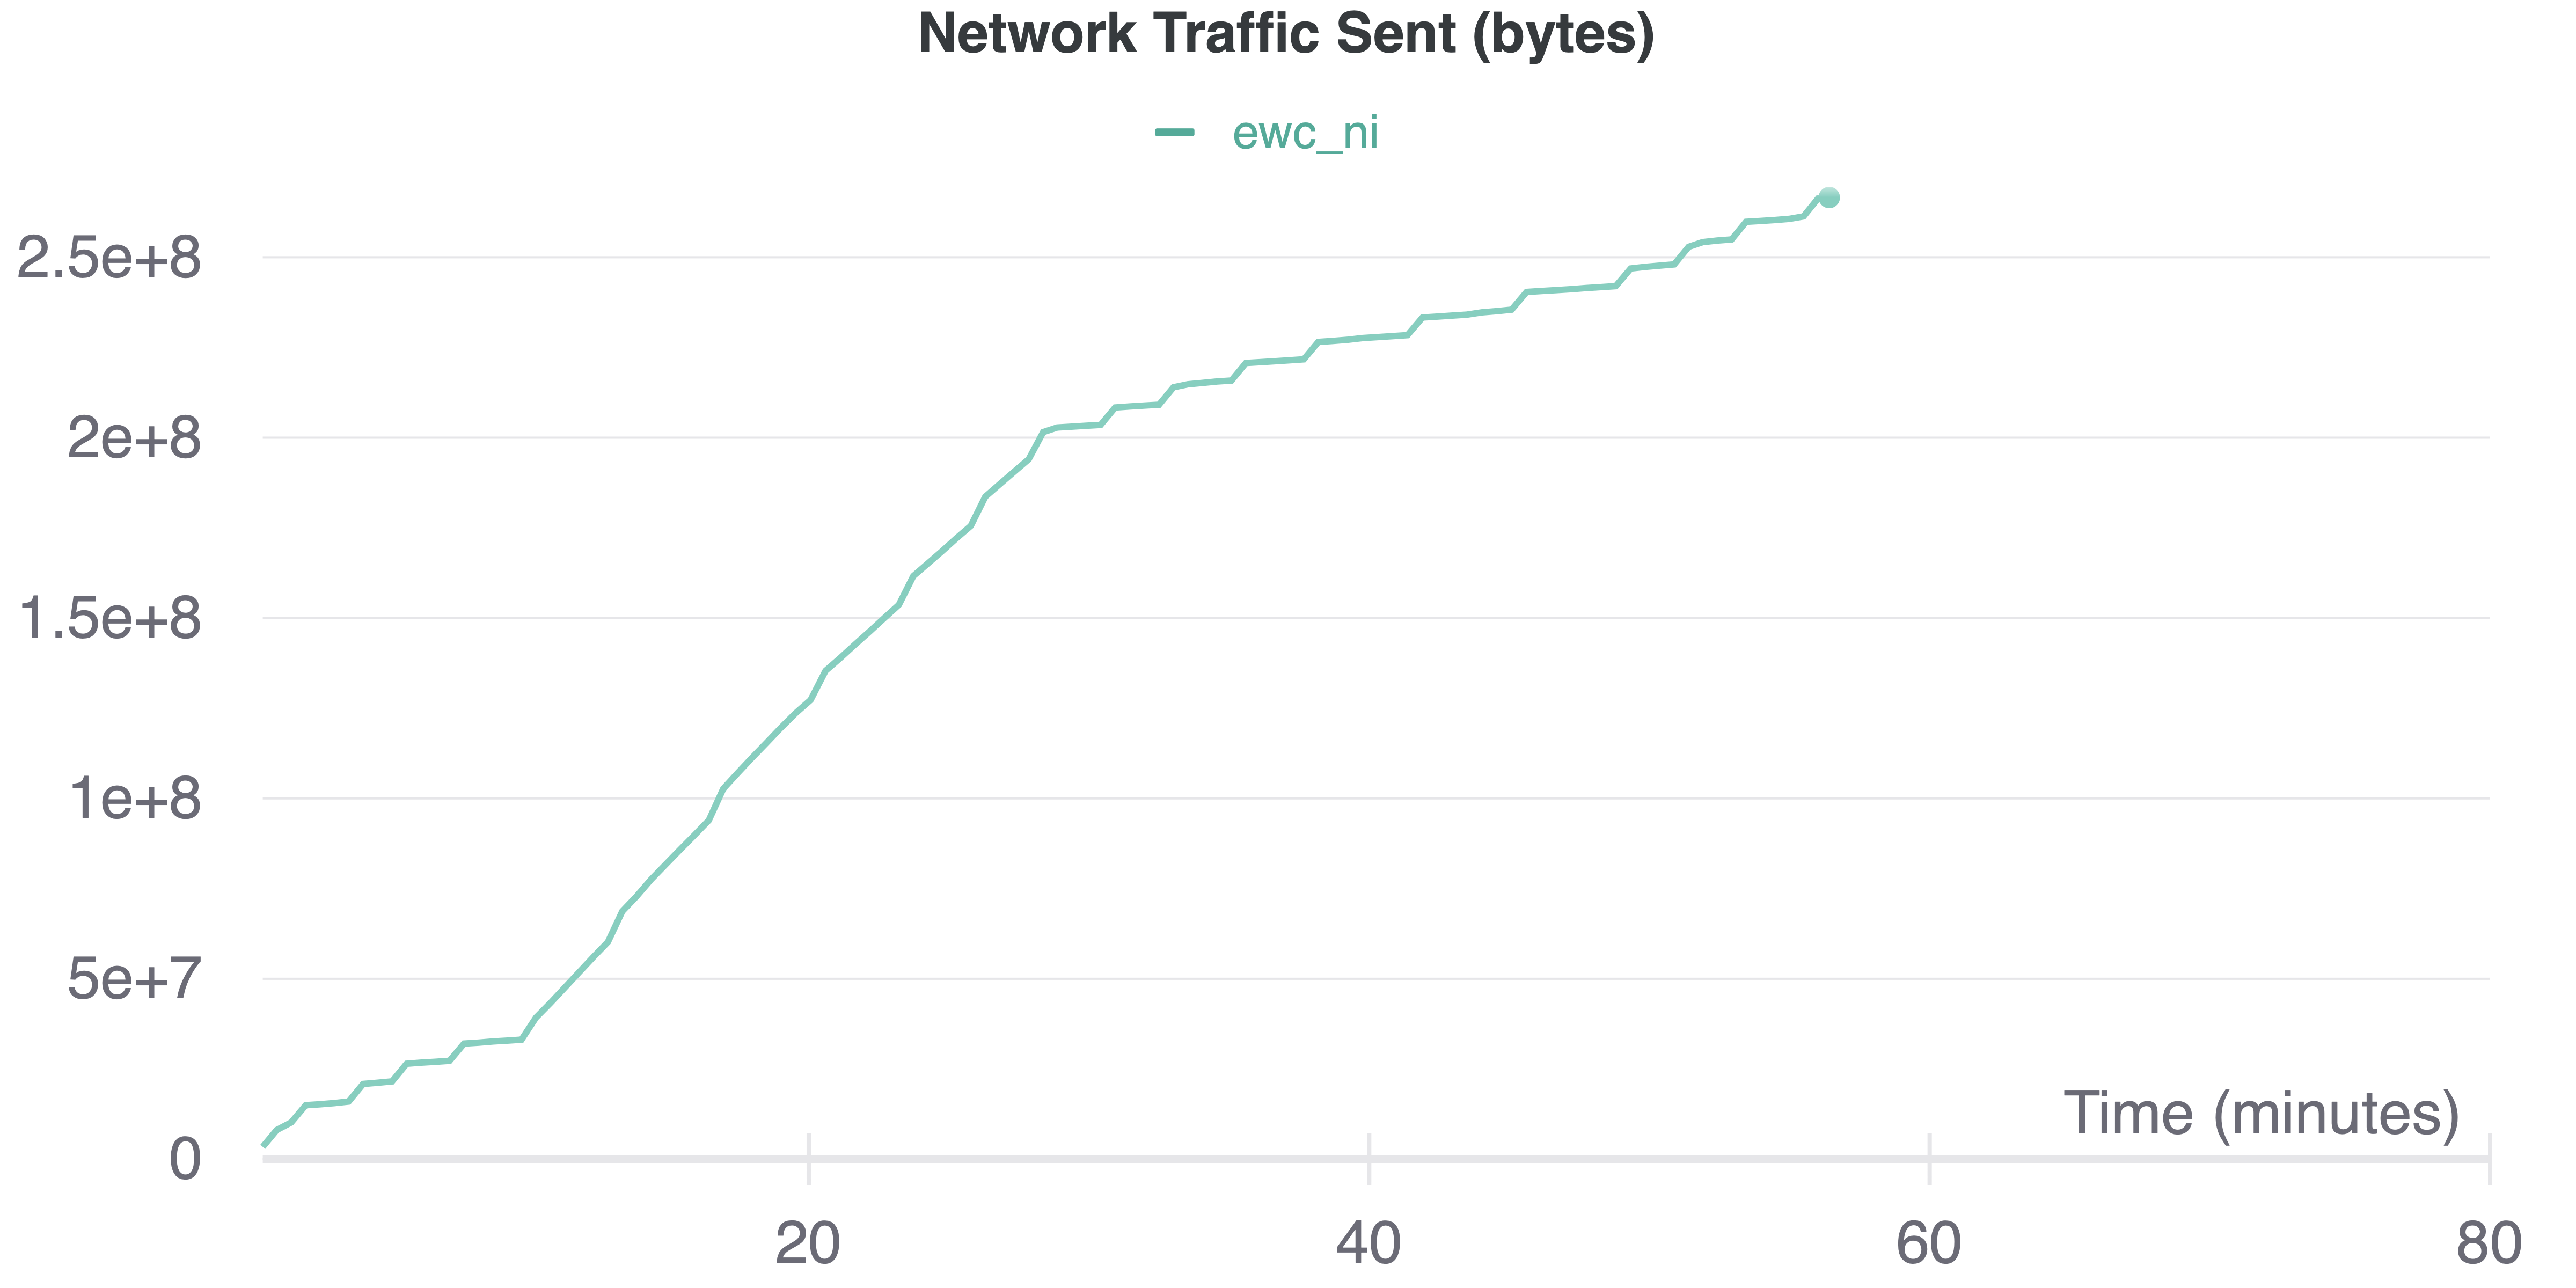 Network Traffic Sent (bytes)
ewc_ni
2.5e+8
2e+8
1.5e+8
1e+8
5e+7
0
Time (minutes)
20
40
60
80